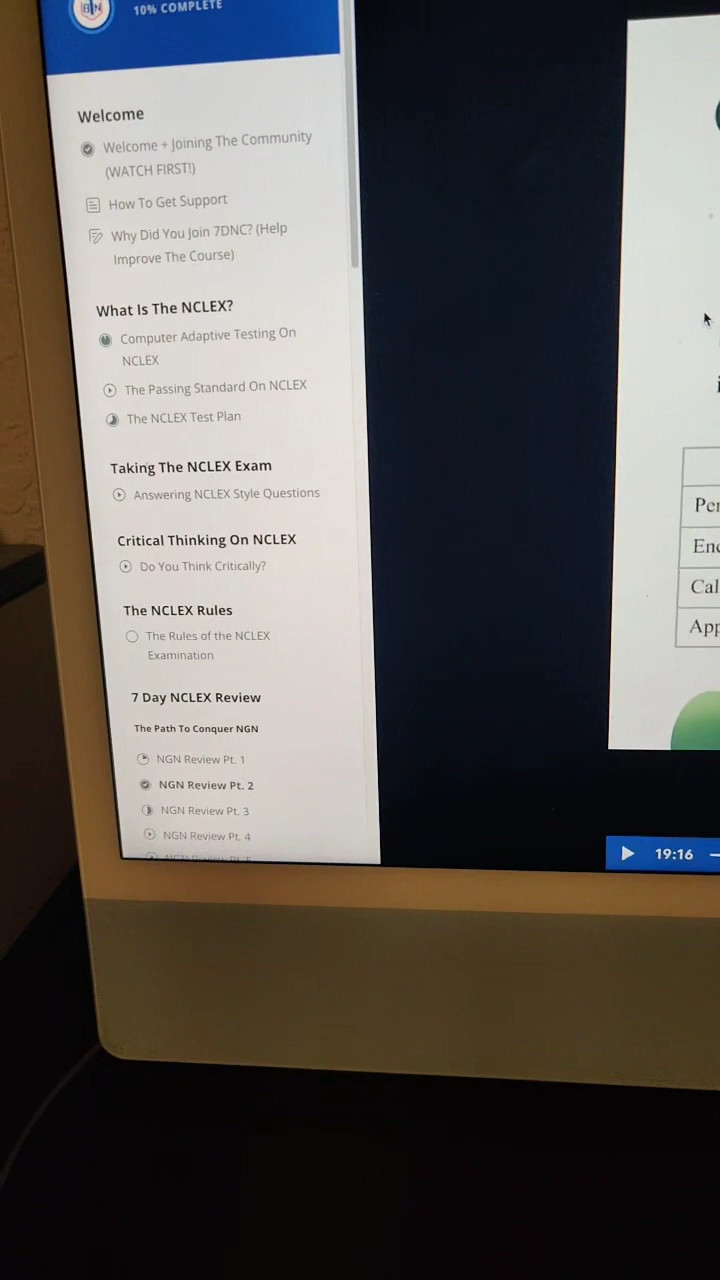 10% COMPLETE
Welcome
Welcome + Joining The Community
(WATCH FIRST!)
How To Get Support
Why Did You Join 7DNC? (Help
Improve The Course)
What Is The NCLEX?
Computer Adaptive Testing On
NCLEX
The Passing Standard On NCLEX
The NCLEX Test Plan
Taking The NCLEX Exam
Answering NCLEX Style Questions
Critical Thinking On NCLEX
Do You Think Critically?
The NCLEX Rules
The Rules of the NCLEX
Examination
7 Day NCLEX Review
The Path To Conquer NGN
NGN Review Pt. 1
NGN Review Pt. 2
NGN Review Pt. 3
NGN Review Pt. 4
Cal
App
19:16